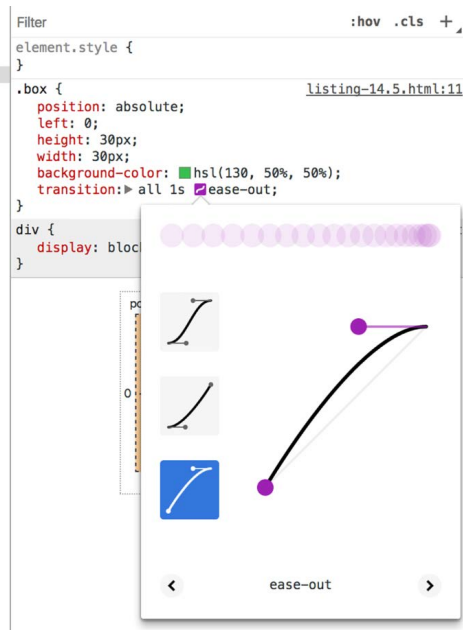 Filter :hov .cls +
element.style {
}
.box { listing-14.5.html:11
position: absolute;
left: 0;
height: 30px;
width: 30px;
background-color: hsl(130, 50%, 50%);
transition: all 1s ease-out;
}
div {
display:
}
0
ease-out